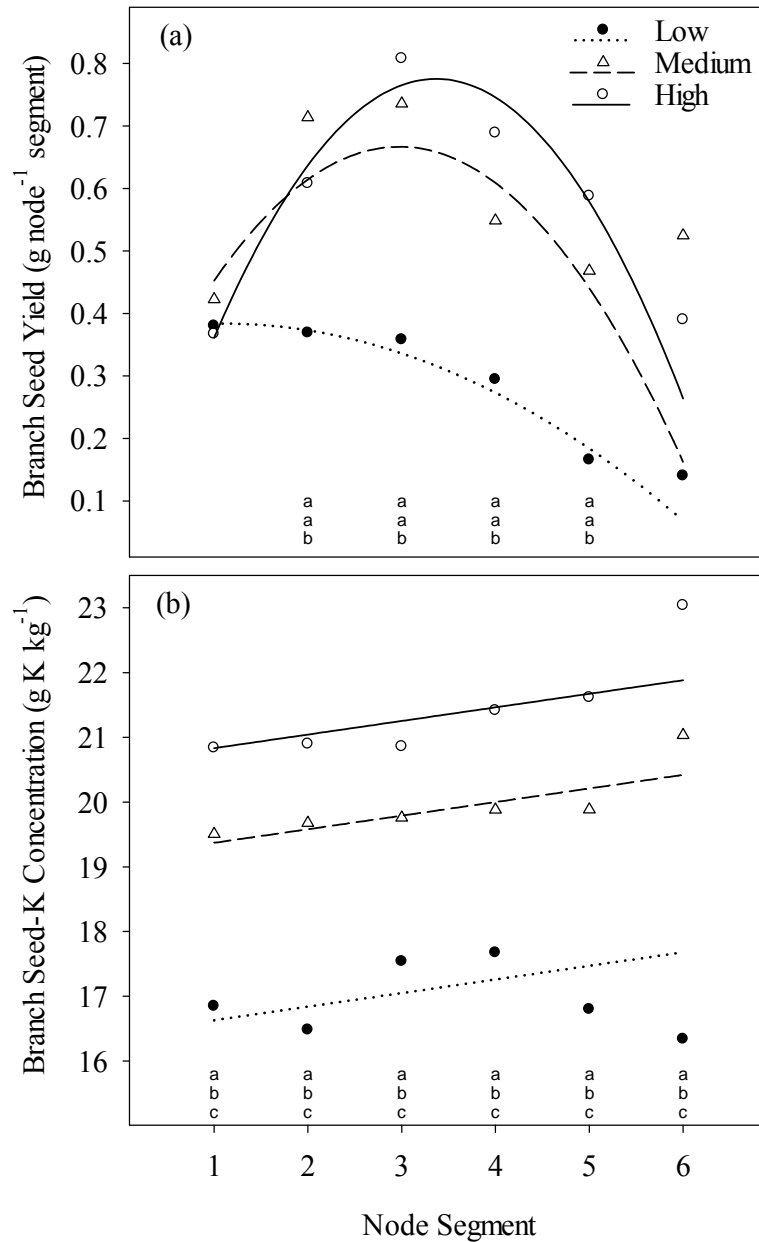 (a)
Low
Medium
High
Branch Seed Yield (g node⁻¹ segment)
0.8
0.7
0.6
0.5
0.4
0.3
0.2
0.1
a a a a
a a a a
b b b b
(b)
Branch Seed-K Concentration (g K kg⁻¹)
23
22
21
20
19
18
17
16
a a a a a a
b b b b b b
c c c c c c
1 2 3 4 5 6
Node Segment